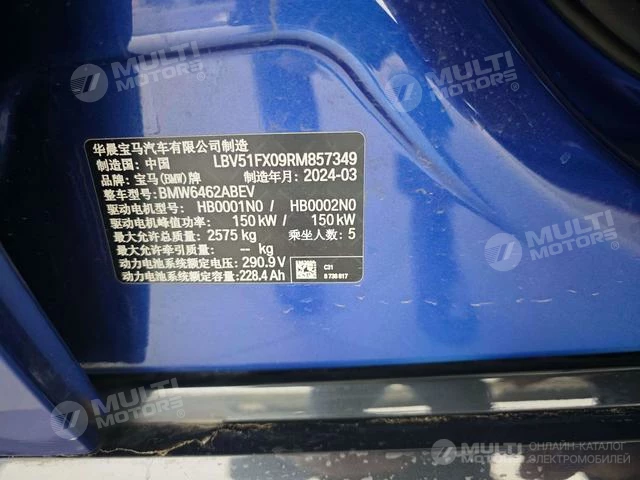 MULTI MOTORS®
MULTI MOTORS®
华晨宝马汽车有限公司制造
制造国: 中国 LBV51FX09RM857349
品牌: 宝马(BMW)牌 制造年月: 2024-03
整车型号: BMW6462ABEV
驱动电机型号: HB0001N0 / HB0002N0
驱动电机峰值功率: 150 kW / 150 kW
最大允许总质量: 2575 kg 乘坐人数: 5
最大允许牵引质量: -- kg
动力电池系统额定电压: 290.9 V
动力电池系统额定容量: 228.4 Ah
C31
MULTI MOTORS®
MULTI MOTORS®
MULTI MOTORS®
MULTI MOTORS
ОНЛАЙН-КАТАЛОГ
ЭЛЕКТРОМОБИЛЕЙ